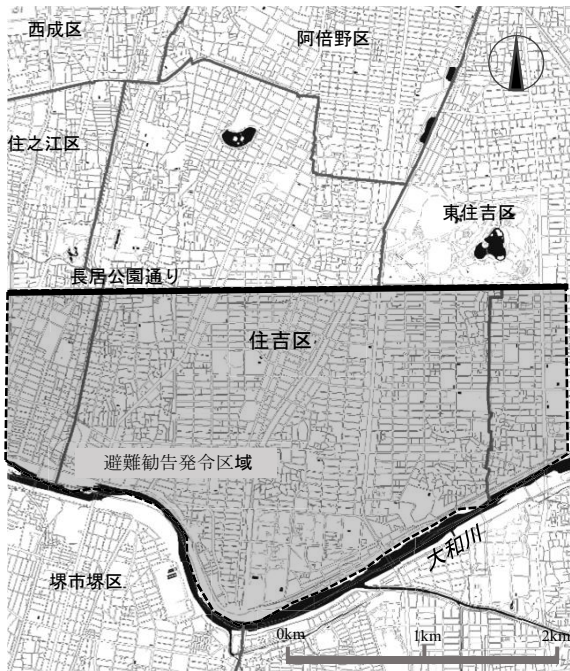 西成区
阿倍野区
住之江区
東住吉区
長居公園通り
住吉区
避難勧告発令区域
大和川
堺市堺区
0km 1km 2km